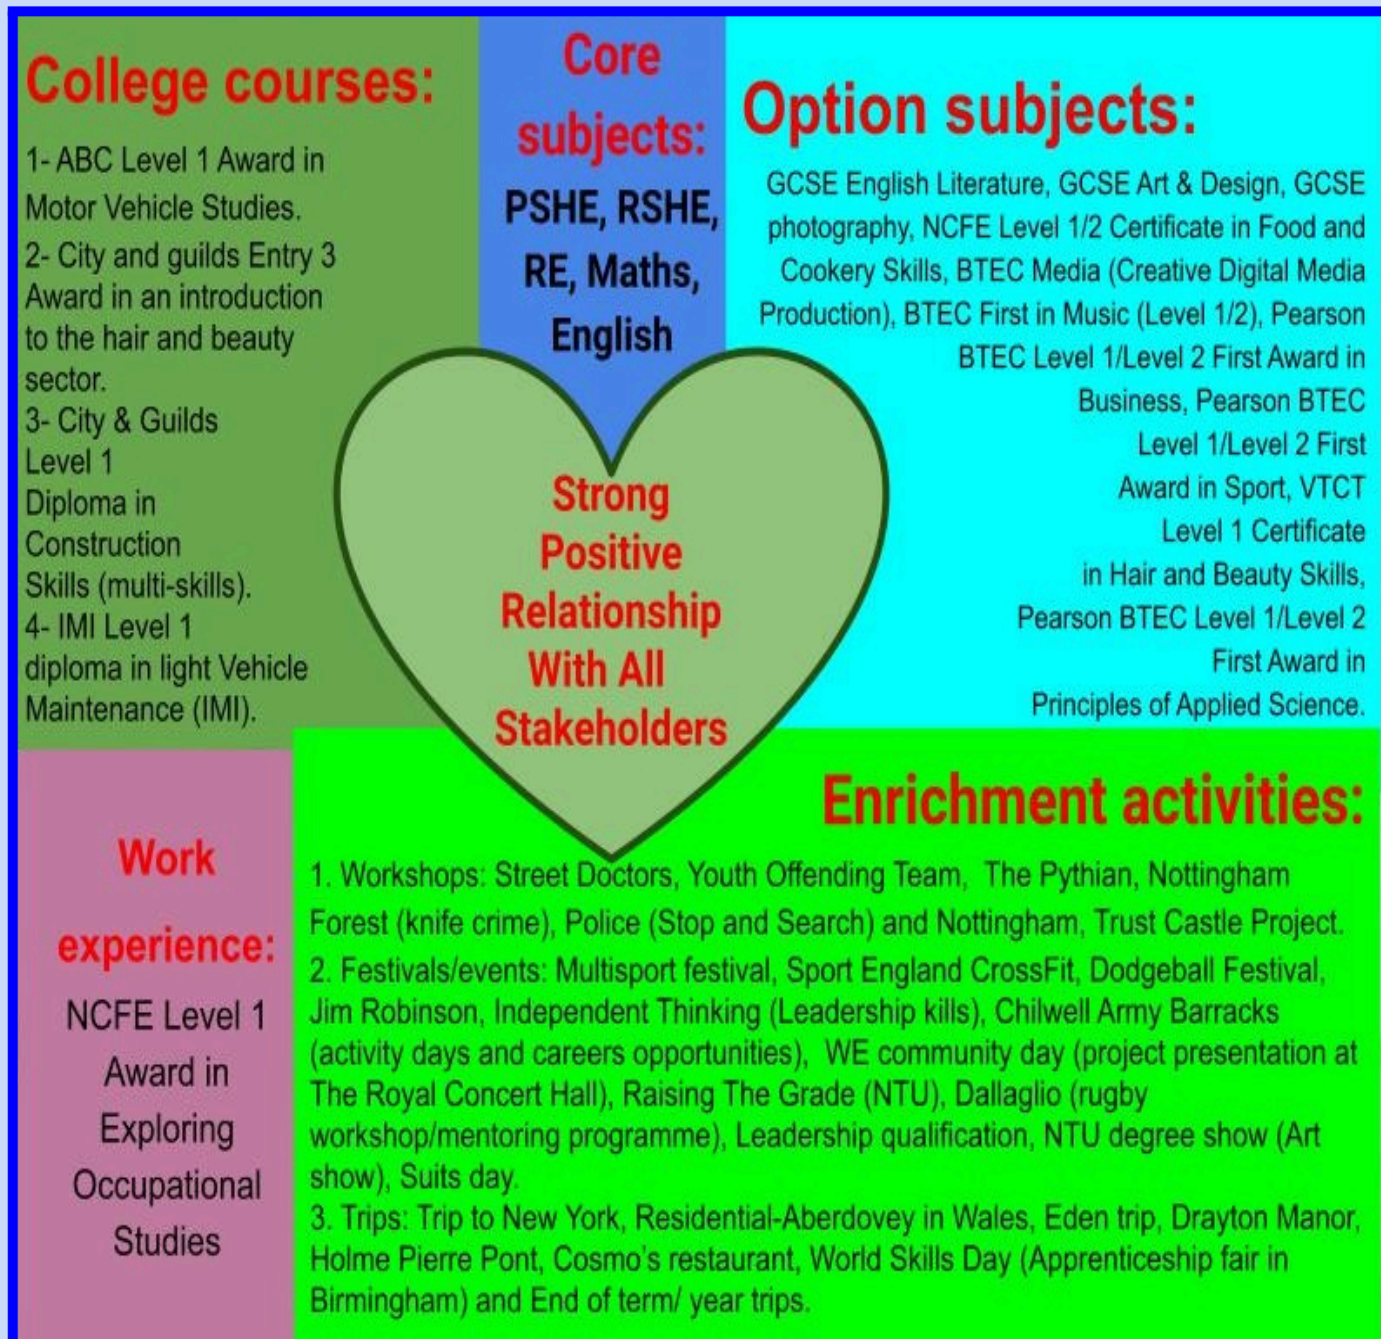 College courses:
1- ABC Level 1 Award in
Motor Vehicle Studies.
2- City and guilds Entry 3
Award in an introduction
to the hair and beauty
sector.
3- City & Guilds
Level 1
Diploma in
Construction
Skills (multi-skills).
4- IMI Level 1
diploma in light Vehicle
Maintenance (IMI).
Core
subjects:
PSHE, RSHE,
RE, Maths,
English
Option subjects:
GCSE English Literature, GCSE Art & Design, GCSE
photography, NCFE Level 1/2 Certificate in Food and
Cookery Skills, BTEC Media (Creative Digital Media
Production), BTEC First in Music (Level 1/2), Pearson
BTEC Level 1/Level 2 First Award in
Business, Pearson BTEC
Level 1/Level 2 First
Award in Sport, VTCT
Level 1 Certificate
in Hair and Beauty Skills,
Pearson BTEC Level 1/Level 2
First Award in
Principles of Applied Science.
Strong
Positive
Relationship
With All
Stakeholders
Work
experience:
NCFE Level 1
Award in
Exploring
Occupational
Studies
Enrichment activities:
1. Workshops: Street Doctors, Youth Offending Team, The Pythian, Nottingham
Forest (knife crime), Police (Stop and Search) and Nottingham, Trust Castle Project.
2. Festivals/events: Multisport festival, Sport England CrossFit, Dodgeball Festival,
Jim Robinson, Independent Thinking (Leadership kills), Chilwell Army Barracks
(activity days and careers opportunities), WE community day (project presentation at
The Royal Concert Hall), Raising The Grade (NTU), Dallaglio (rugby
workshop/mentoring programme), Leadership qualification, NTU degree show (Art
show), Suits day.
3. Trips: Trip to New York, Residential-Aberdovey in Wales, Eden trip, Drayton Manor,
Holme Pierre Pont, Cosmo's restaurant, World Skills Day (Apprenticeship fair in
Birmingham) and End of term/ year trips.